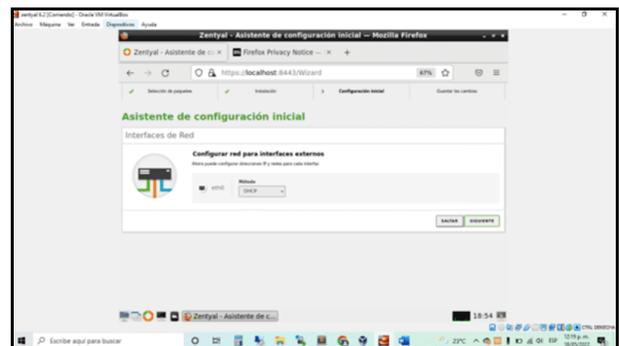 zentyal 6.2 [Corriendo] - Oracle VM VirtualBox
Archivo Máquina Ver Entrada Dispositivos Ayuda
Zentyal - Asistente de configuración inicial — Mozilla Firefox
Zentyal - Asistente de co
Firefox Privacy Notice —
https://localhost:8443/Wizard
67%
Selección de paquetes
Instalación
Configuración inicial
Guardar los cambios
Asistente de configuración inicial
Interfaces de Red
Configurar red para interfaces externos
Ahora puede configurar direcciones IP y redes para cada interfaz
eth0
Método
DHCP
SALTAR
SIGUIENTE
Zentyal - Asistente de c...
18:54
CTRL DERECHA
Escribe aquí para buscar
23°C
ESP
12:19 p. m.